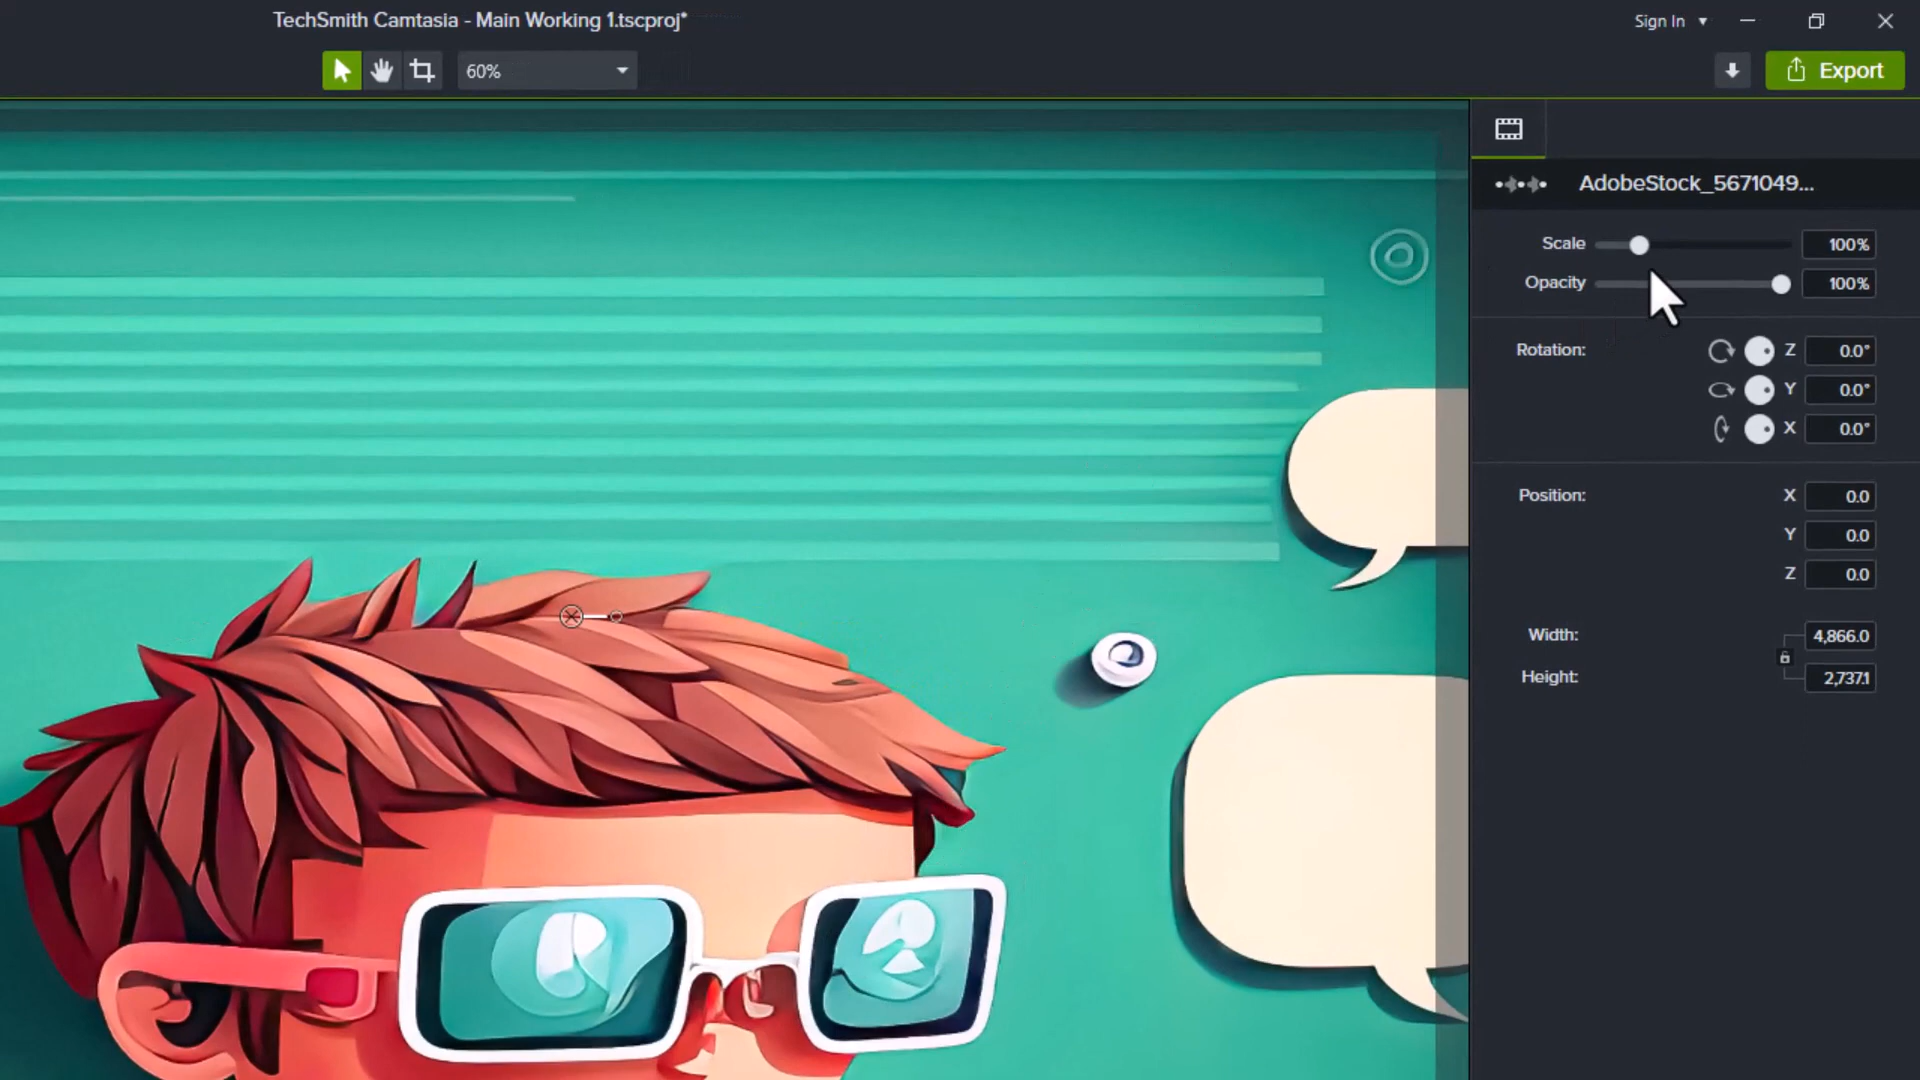 TechSmith Camtasia - Main Working 1.tscproj*
Sign In
60%
Export
AdobeStock_5671049...
Scale 100%
Opacity 100%
Rotation: Z 0.0°
Y 0.0°
X 0.0°
Position: X 0.0
Y 0.0
Z 0.0
Width: 4,866.0
Height: 2,737.1